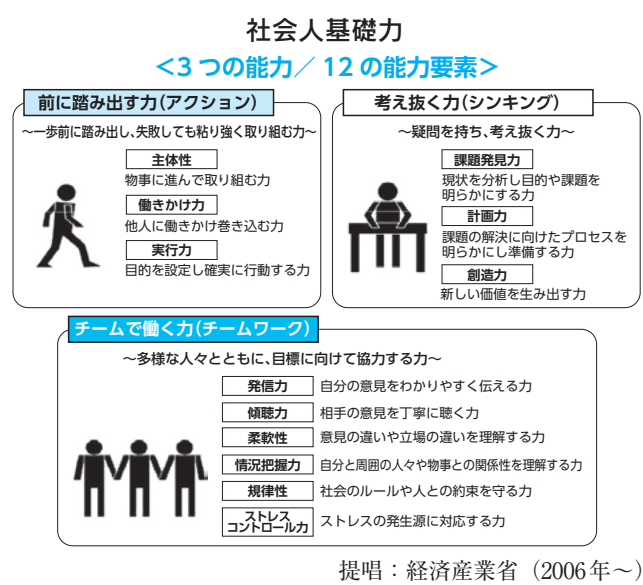 社会人基礎力
<3つの能力／12の能力要素>
前に踏み出す力(アクション)
～一歩前に踏み出し、失敗しても粘り強く取り組む力～
主体性
物事に進んで取り組む力
働きかけ力
他人に働きかけ巻き込む力
実行力
目的を設定し確実に行動する力
考え抜く力(シンキング)
～疑問を持ち、考え抜く力～
課題発見力
現状を分析し目的や課題を
明らかにする力
計画力
課題の解決に向けたプロセスを
明らかにし準備する力
創造力
新しい価値を生み出す力
チームで働く力(チームワーク)
～多様な人々とともに、目標に向けて協力する力～
発信力 自分の意見をわかりやすく伝える力
傾聴力 相手の意見を丁寧に聴く力
柔軟性 意見の違いや立場の違いを理解する力
情況把握力 自分と周囲の人々や物事との関係性を理解する力
規律性 社会のルールや人との約束を守る力
ストレス
コントロール力 ストレスの発生源に対応する力
提唱：経済産業省（2006年～）